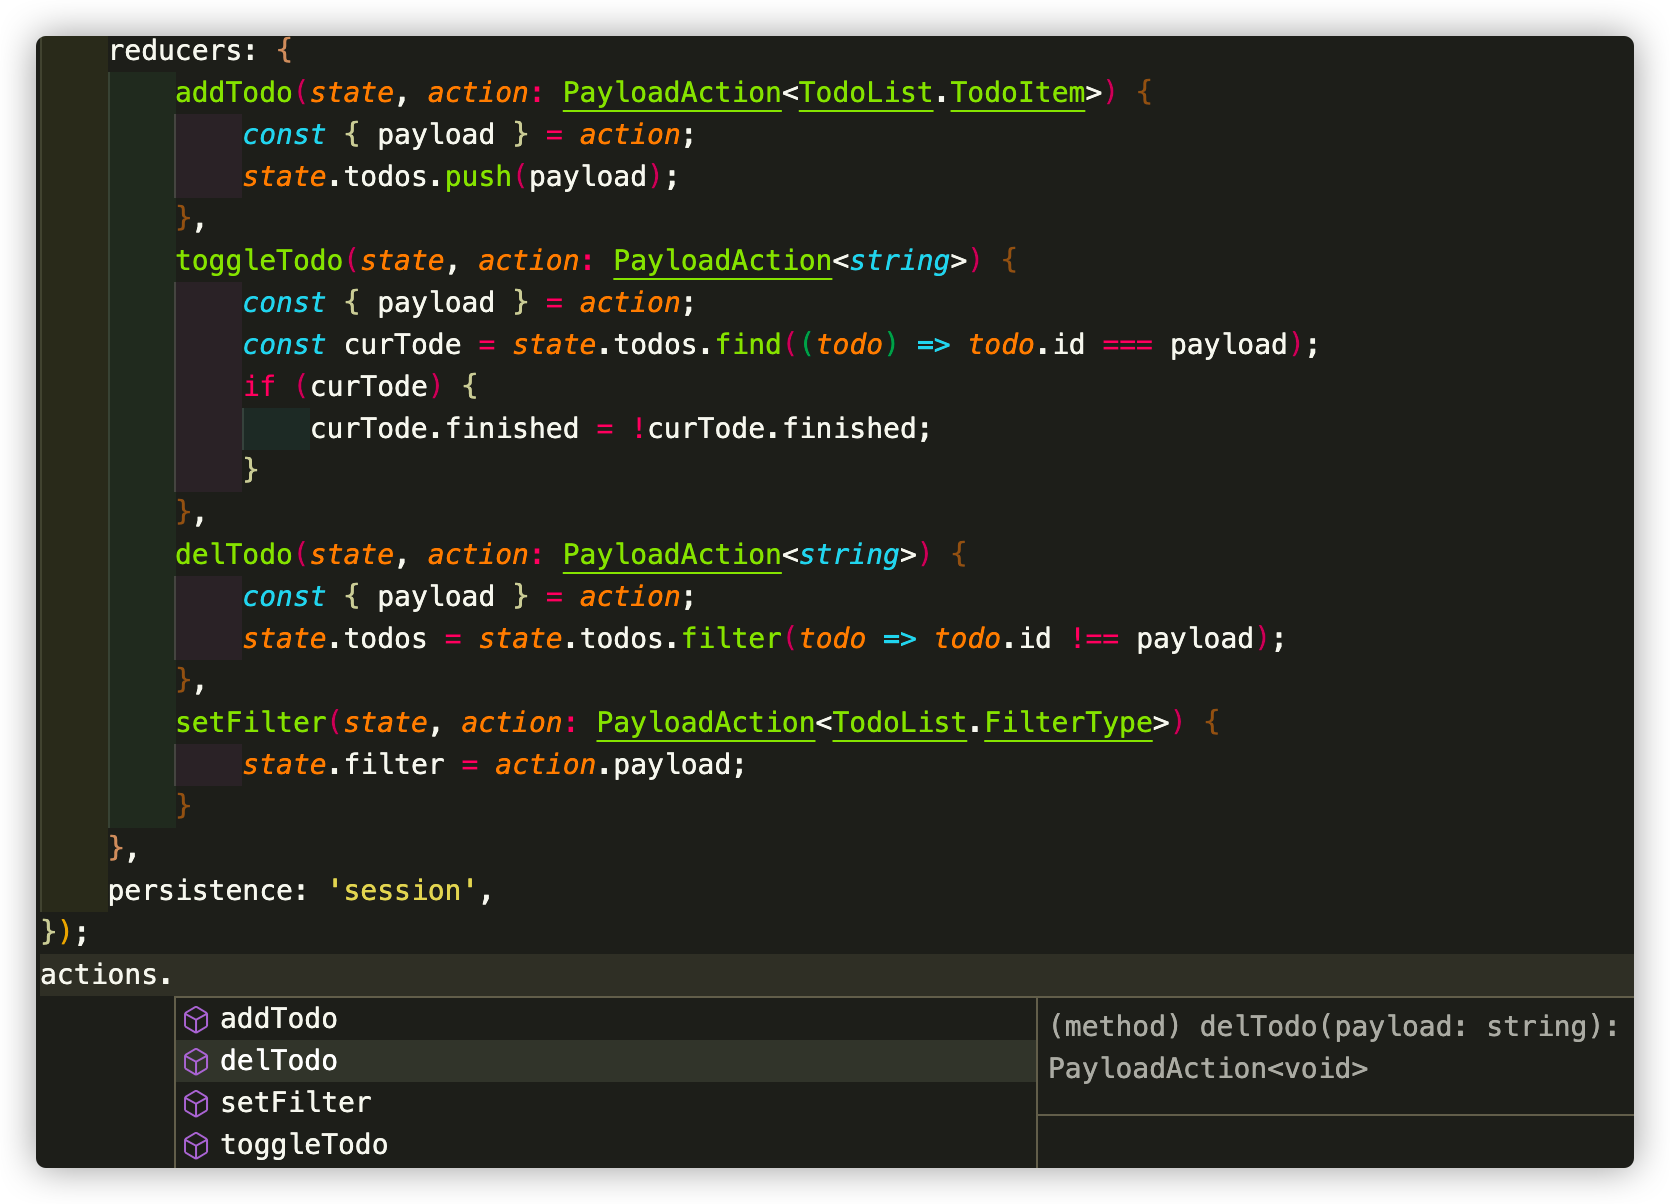 reducers: {
addTodo(state, action: PayloadAction<TodoList.TodoItem>) {
const { payload } = action;
state.todos.push(payload);
},
toggleTodo(state, action: PayloadAction<string>) {
const { payload } = action;
const curTode = state.todos.find((todo) => todo.id === payload);
if (curTode) {
curTode.finished = !curTode.finished;
}
},
delTodo(state, action: PayloadAction<string>) {
const { payload } = action;
state.todos = state.todos.filter(todo => todo.id !== payload);
},
setFilter(state, action: PayloadAction<TodoList.FilterType>) {
state.filter = action.payload;
}
},
persistence: 'session',
});
actions.
addTodo
delTodo
setFilter
toggleTodo
(method) delTodo(payload: string):
PayloadAction<void>